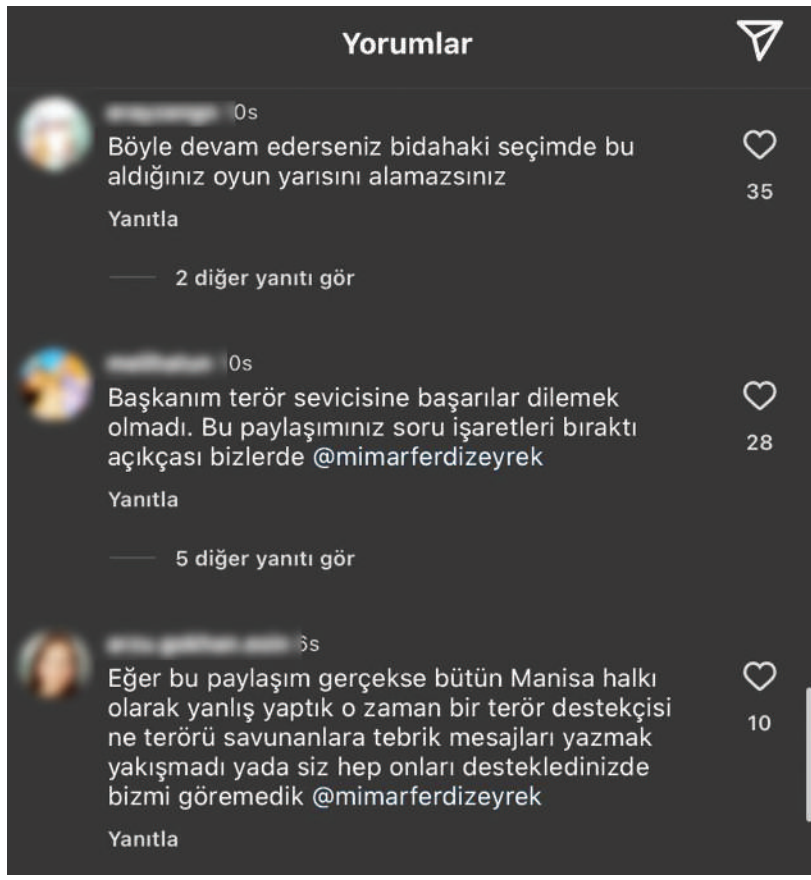 Yorumlar
0s
Böyle devam ederseniz bidahaki seçimde bu
aldığınız oyun yarısını alamazsınız
35
Yanıtla
2 diğer yanıtı gör
0s
Başkanım terör sevicisine başarılar dilemek
olmadı. Bu paylaşımınız soru işaretleri bıraktı
açıkçası bizlerde @mimarferdizeyrek
28
Yanıtla
5 diğer yanıtı gör
6s
Eğer bu paylaşım gerçekse bütün Manisa halkı
olarak yanlış yaptık o zaman bir terör destekçisi
ne terörü savunanlara tebrik mesajları yazmak
yakışmadı yada siz hep onları desteklediniz​de
bizmi göremedik @mimarferdizeyrek
10
Yanıtla